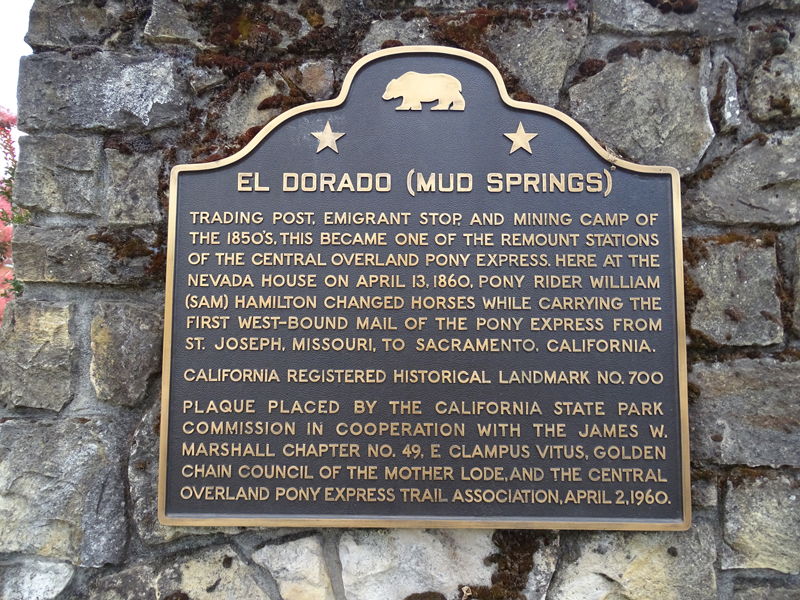 EL DORADO (MUD SPRINGS)
TRADING POST, EMIGRANT STOP, AND MINING CAMP OF
THE 1850'S, THIS BECAME ONE OF THE REMOUNT STATIONS
OF THE CENTRAL OVERLAND PONY EXPRESS. HERE AT THE
NEVADA HOUSE ON APRIL 13, 1860, PONY RIDER WILLIAM
(SAM) HAMILTON CHANGED HORSES WHILE CARRYING THE
FIRST WEST-BOUND MAIL OF THE PONY EXPRESS FROM
ST. JOSEPH, MISSOURI, TO SACRAMENTO, CALIFORNIA.
CALIFORNIA REGISTERED HISTORICAL LANDMARK NO. 700
PLAQUE PLACED BY THE CALIFORNIA STATE PARK
COMMISSION IN COOPERATION WITH THE JAMES W.
MARSHALL CHAPTER NO. 49, E CLAMPUS VITUS, GOLDEN
CHAIN COUNCIL OF THE MOTHER LODE, AND THE CENTRAL
OVERLAND PONY EXPRESS TRAIL ASSOCIATION, APRIL 2, 1960.